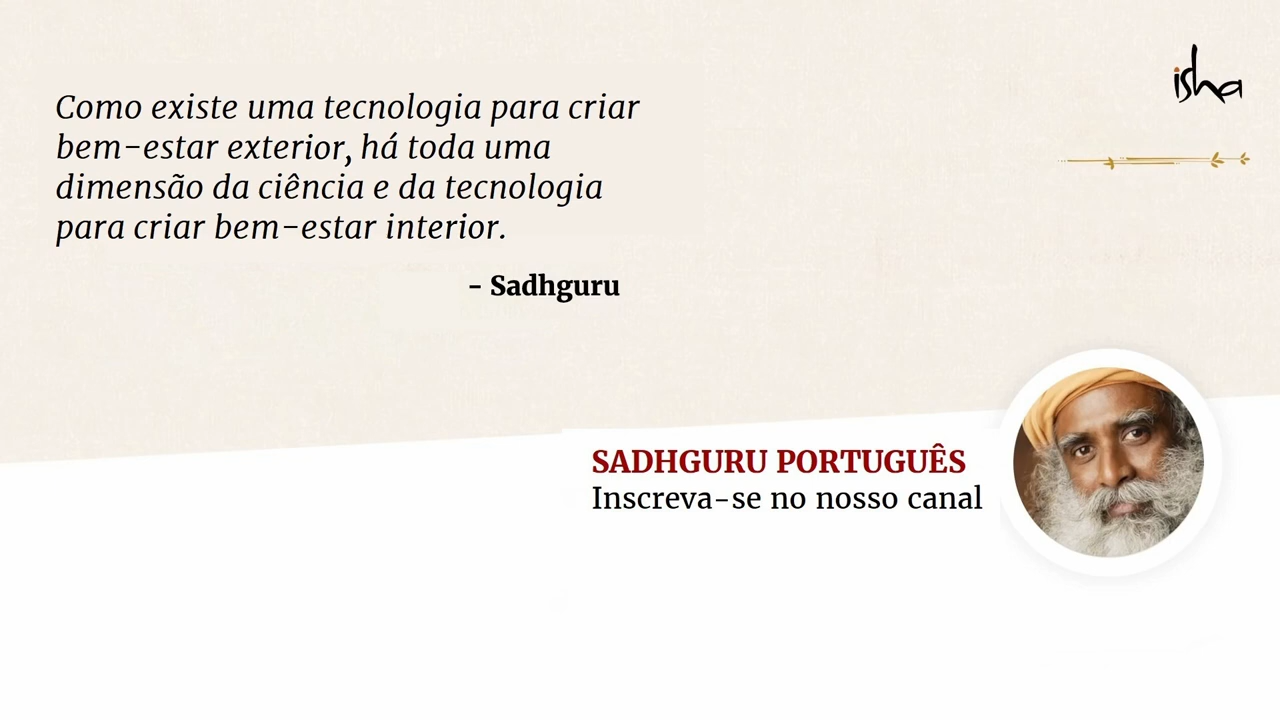 Como existe uma tecnologia para criar
bem-estar exterior, há toda uma
dimensão da ciência e da tecnologia
para criar bem-estar interior.
- Sadhguru
isha
SADHGURU PORTUGUÊS
Inscreva-se no nosso canal